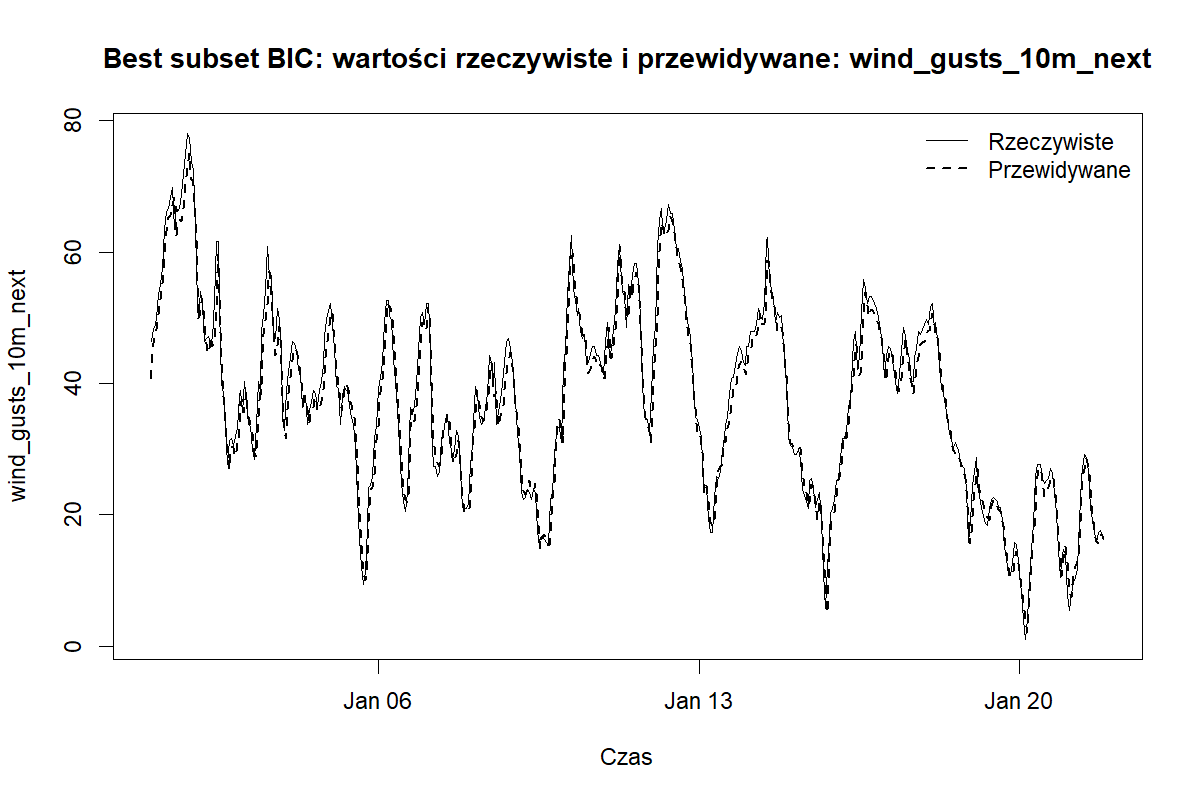 Best subset BIC: wartości rzeczywiste i przewidywane: wind_gusts_10m_next
Rzeczywiste
Przewidywane
wind_gusts_10m_next
80
60
40
20
0
Jan 06
Jan 13
Jan 20
Czas